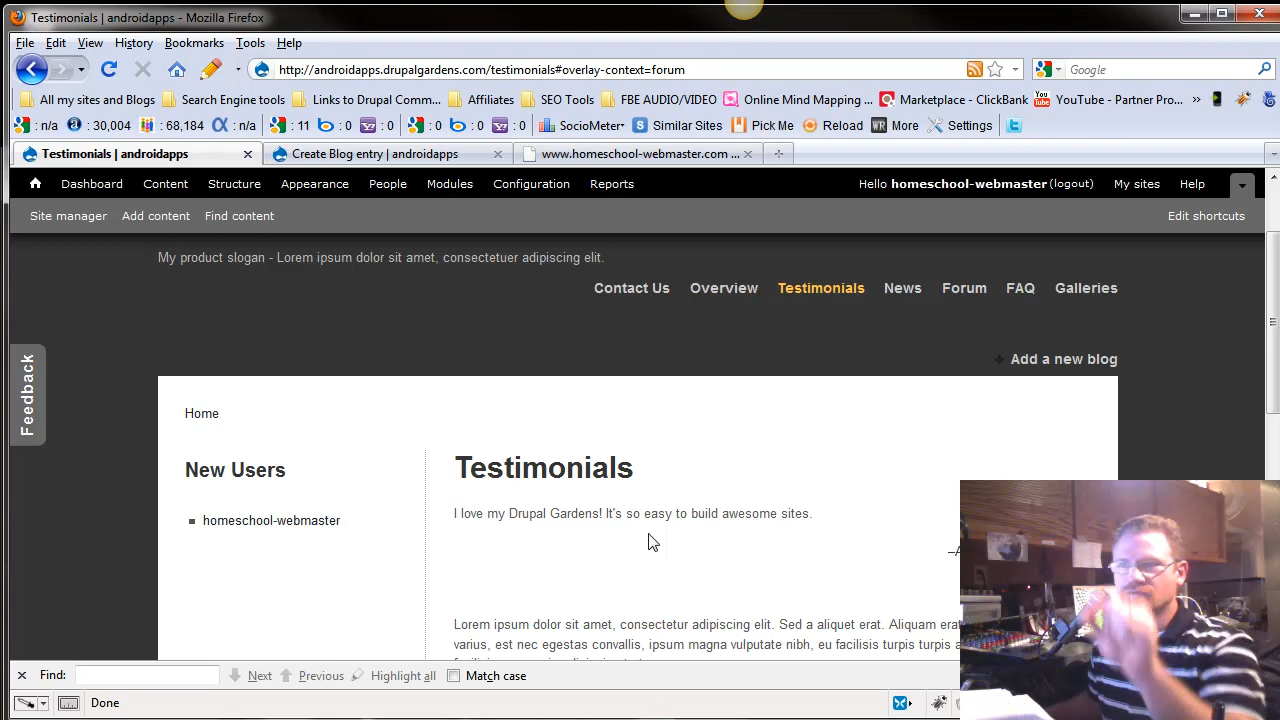 Testimonials | androidapps - Mozilla Firefox
File Edit View History Bookmarks Tools Help
http://androidapps.drupalgardens.com/testimonials#overlay-context=forum Google
All my sites and Blogs Search Engine tools Links to Drupal Comm... Affiliates SEO Tools FBE AUDIO/VIDEO Online Mind Mapping ... Marketplace - ClickBank YouTube - Partner Pro... »
: n/a : 30,004 : 68,184 : n/a : 11 : 0 : 0 : 0 : 0 : 0 SocioMeter Similar Sites Pick Me Reload WR More Settings
Testimonials | androidapps Create Blog entry | androidapps www.homeschool-webmaster.com ...
Dashboard Content Structure Appearance People Modules Configuration Reports Hello homeschool-webmaster (logout) My sites Help
Site manager Add content Find content Edit shortcuts
My product slogan - Lorem ipsum dolor sit amet, consectetuer adipiscing elit.
Contact Us Overview Testimonials News Forum FAQ Galleries
Add a new blog
Feedback
Home
New Users
homeschool-webmaster
Testimonials
I love my Drupal Gardens! It's so easy to build awesome sites.
–A
Lorem ipsum dolor sit amet, consectetuer adipiscing elit. Sed a aliquet erat. Aliquam erat
varius, est nec egestas convallis, ipsum magna vulputate nibh, eu facilisis turpis turpis a
Find: Next Previous Highlight all Match case
Done